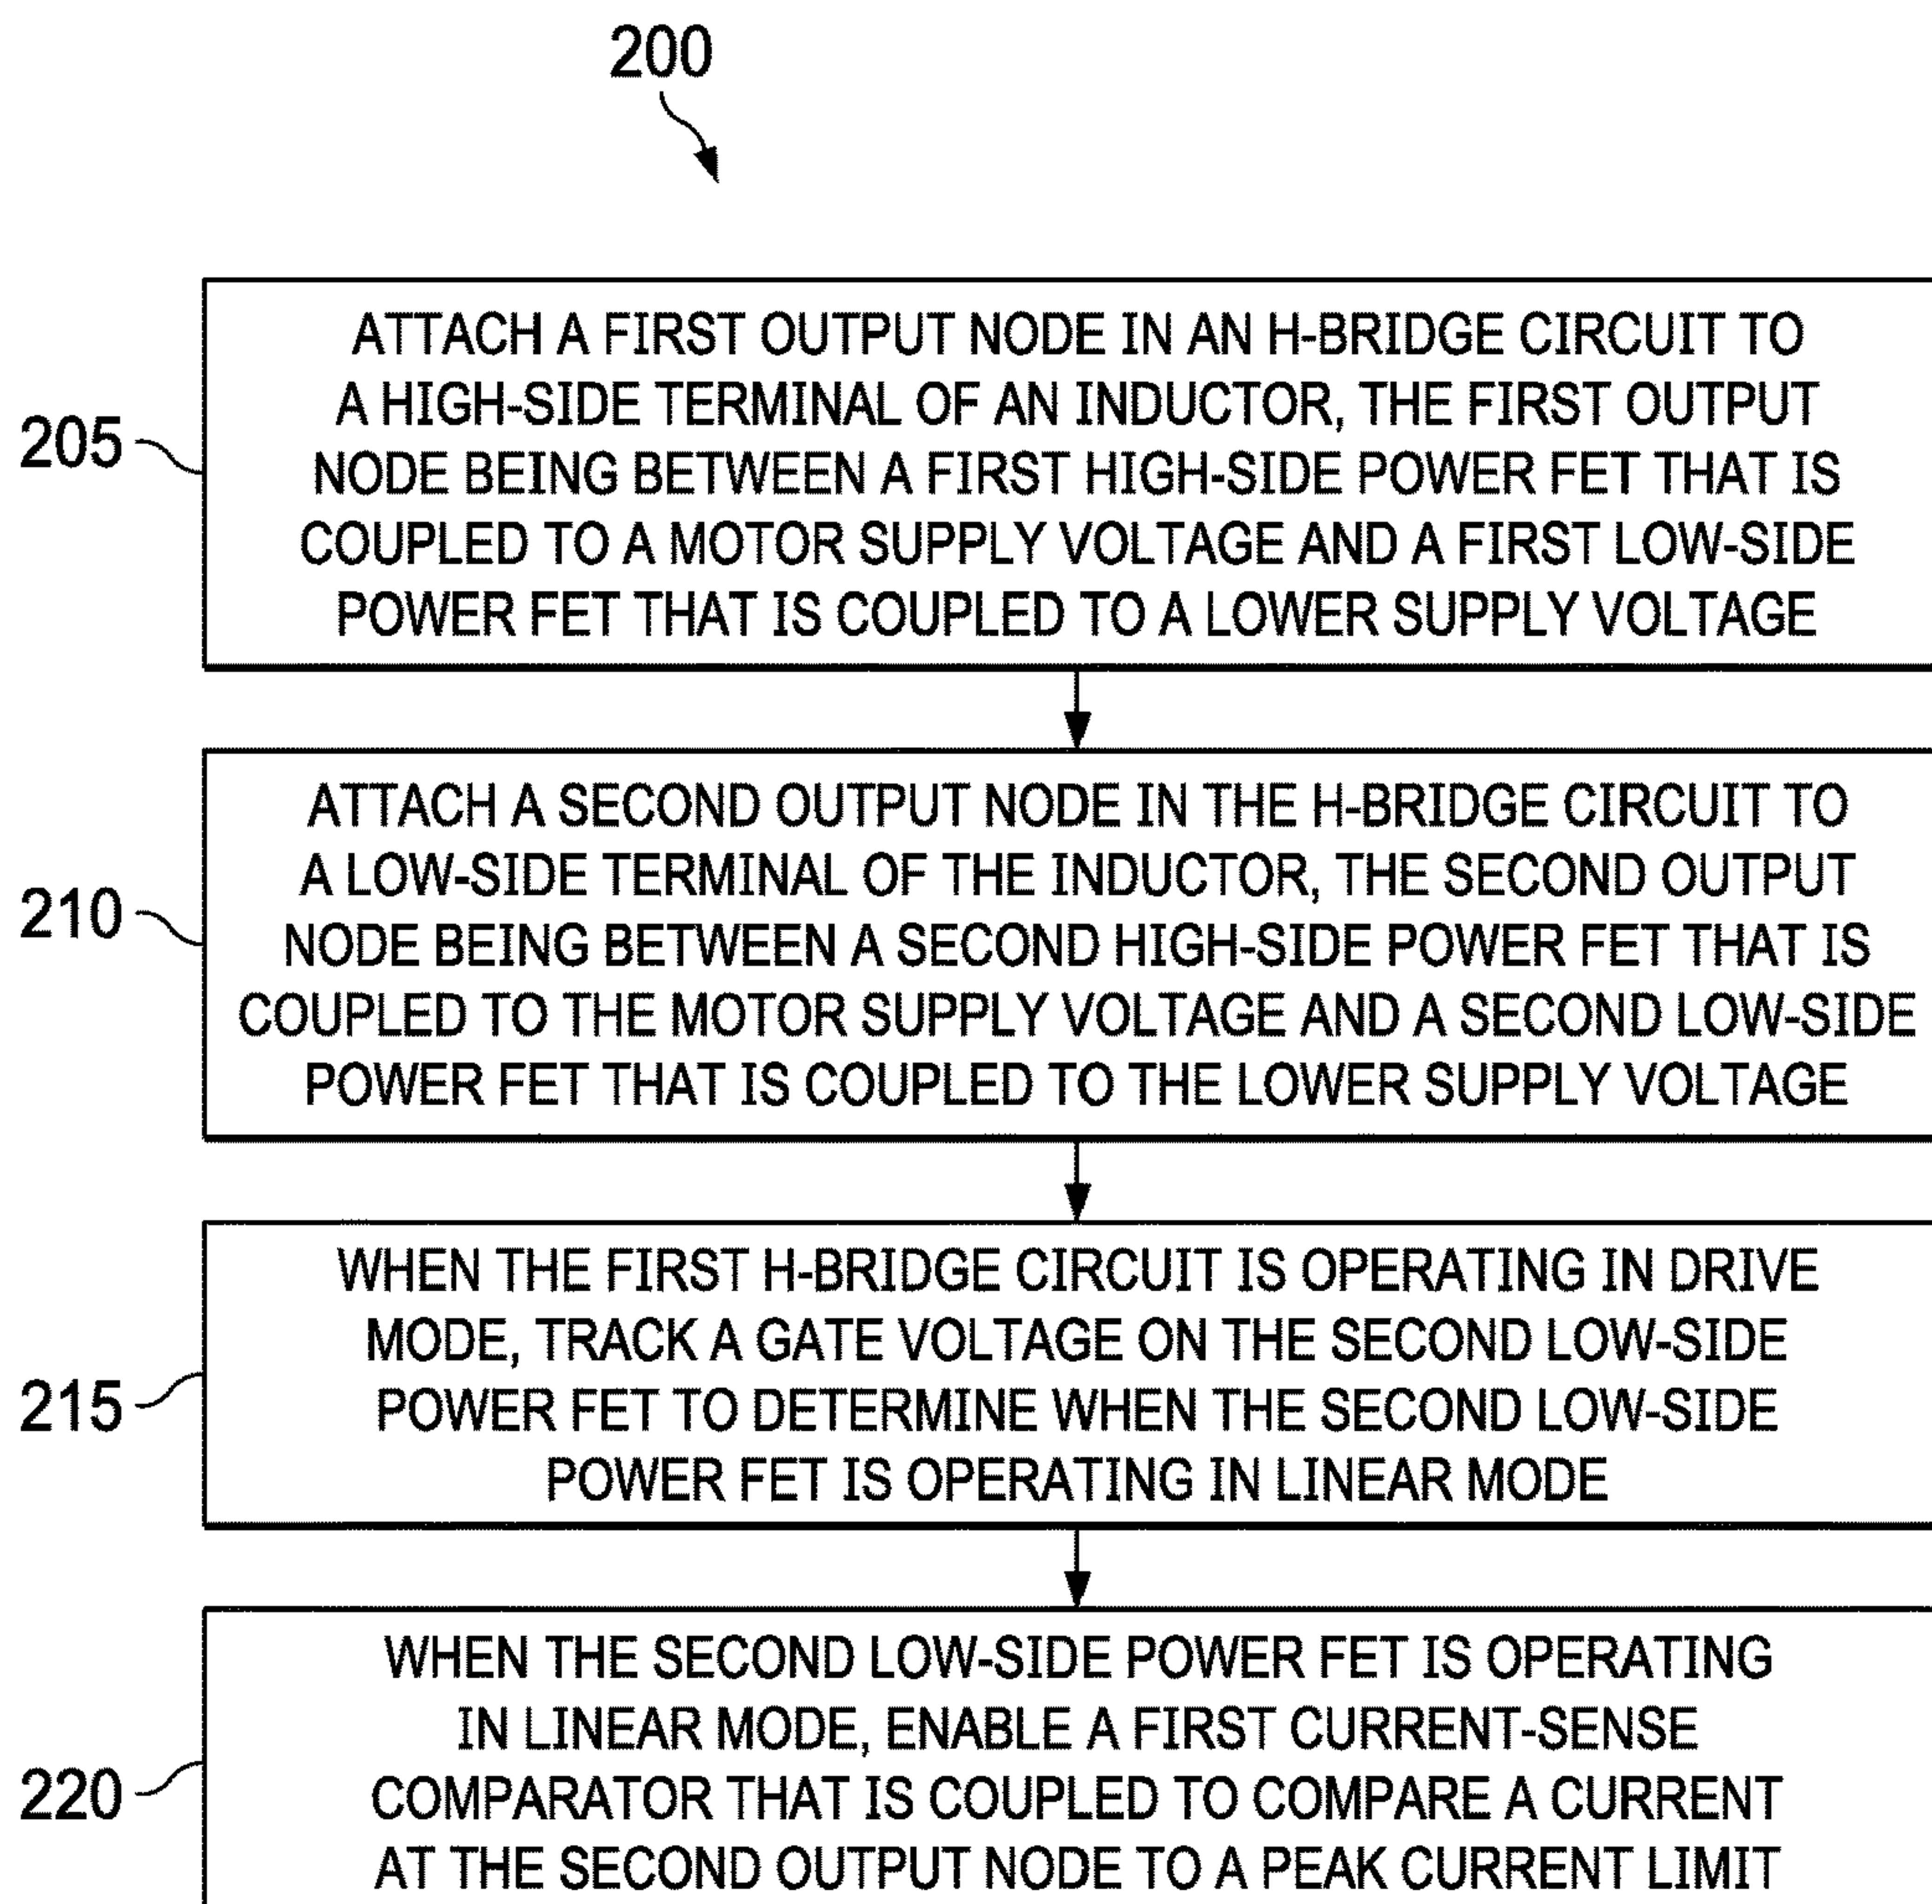 200
205
ATTACH A FIRST OUTPUT NODE IN AN H-BRIDGE CIRCUIT TO
A HIGH-SIDE TERMINAL OF AN INDUCTOR, THE FIRST OUTPUT
NODE BEING BETWEEN A FIRST HIGH-SIDE POWER FET THAT IS
COUPLED TO A MOTOR SUPPLY VOLTAGE AND A FIRST LOW-SIDE
POWER FET THAT IS COUPLED TO A LOWER SUPPLY VOLTAGE
210
ATTACH A SECOND OUTPUT NODE IN THE H-BRIDGE CIRCUIT TO
A LOW-SIDE TERMINAL OF THE INDUCTOR, THE SECOND OUTPUT
NODE BEING BETWEEN A SECOND HIGH-SIDE POWER FET THAT IS
COUPLED TO THE MOTOR SUPPLY VOLTAGE AND A SECOND LOW-SIDE
POWER FET THAT IS COUPLED TO THE LOWER SUPPLY VOLTAGE
215
WHEN THE FIRST H-BRIDGE CIRCUIT IS OPERATING IN DRIVE
MODE, TRACK A GATE VOLTAGE ON THE SECOND LOW-SIDE
POWER FET TO DETERMINE WHEN THE SECOND LOW-SIDE
POWER FET IS OPERATING IN LINEAR MODE
220
WHEN THE SECOND LOW-SIDE POWER FET IS OPERATING
IN LINEAR MODE, ENABLE A FIRST CURRENT-SENSE
COMPARATOR THAT IS COUPLED TO COMPARE A CURRENT
AT THE SECOND OUTPUT NODE TO A PEAK CURRENT LIMIT